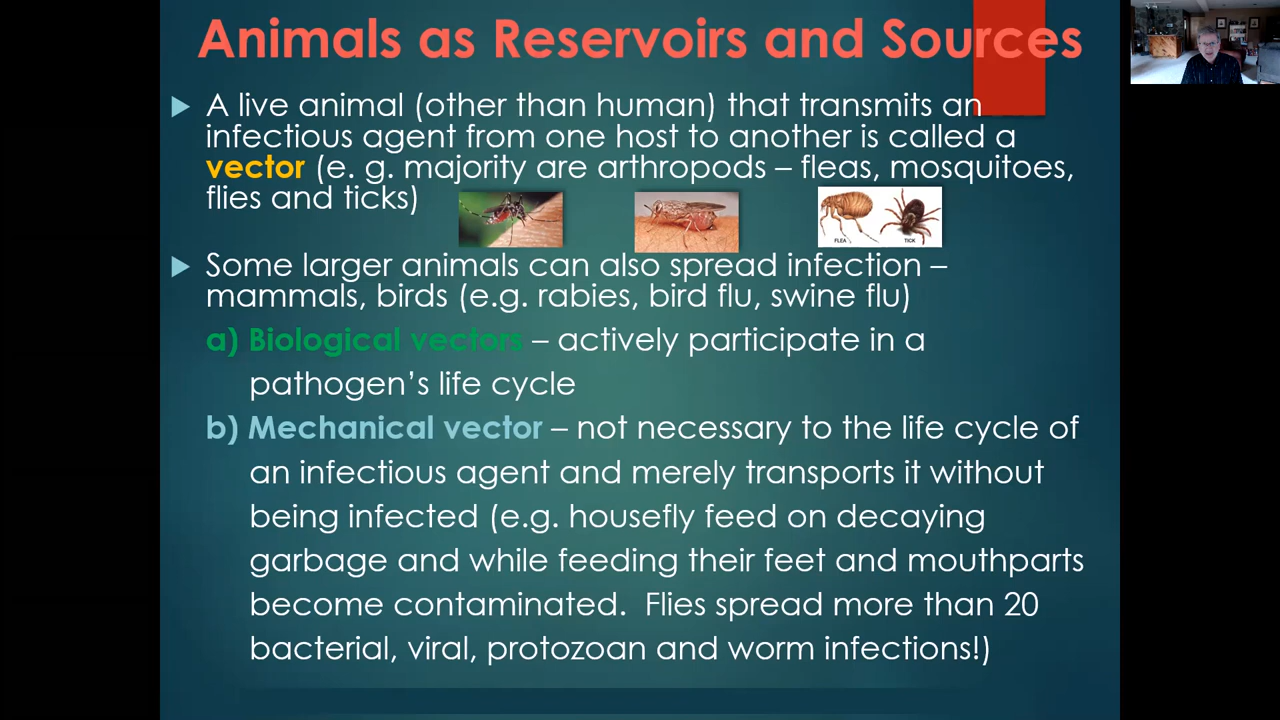 Animals as Reservoirs and Sources
A live animal (other than human) that transmits an
infectious agent from one host to another is called a
vector (e. g. majority are arthropods – fleas, mosquitoes,
flies and ticks)
FLEA TICK
Some larger animals can also spread infection –
mammals, birds (e.g. rabies, bird flu, swine flu)
a) Biological vectors – actively participate in a
pathogen's life cycle
b) Mechanical vector – not necessary to the life cycle of
an infectious agent and merely transports it without
being infected (e.g. housefly feed on decaying
garbage and while feeding their feet and mouthparts
become contaminated. Flies spread more than 20
bacterial, viral, protozoan and worm infections!)